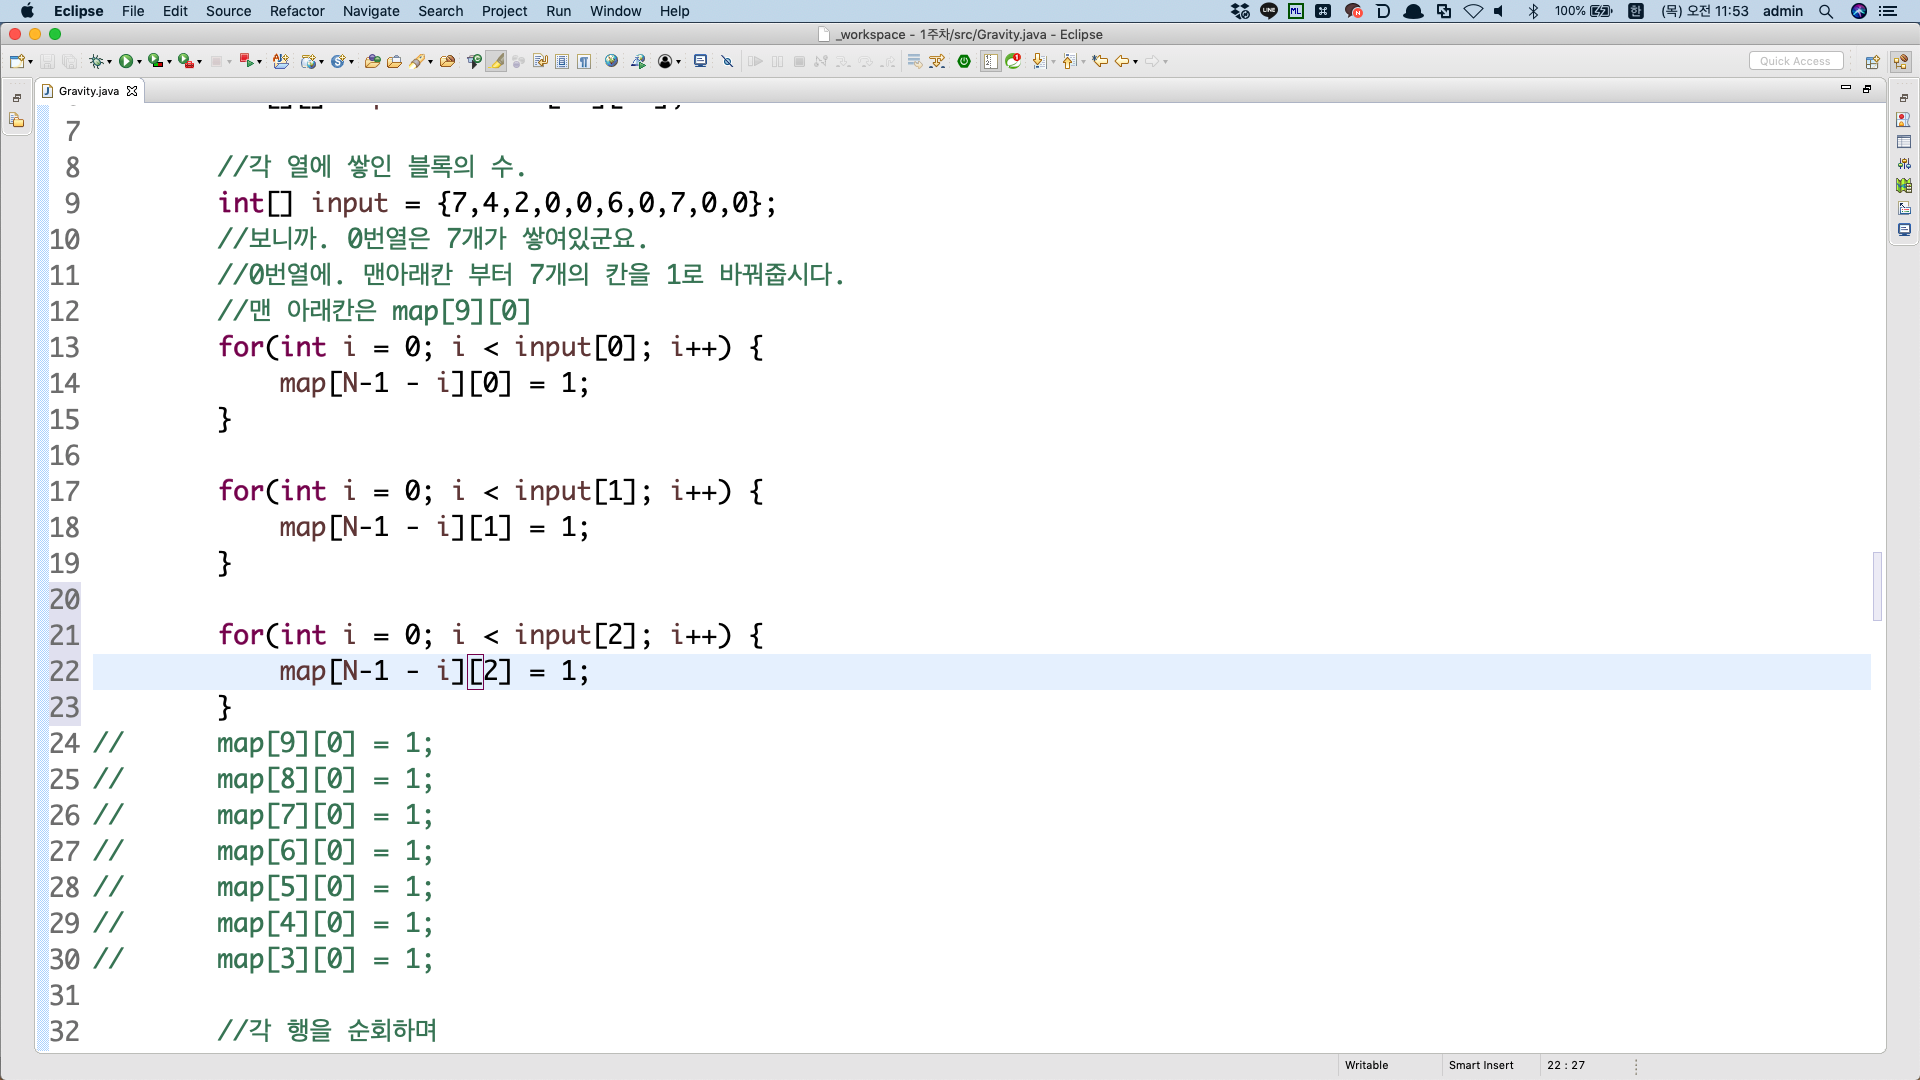 Eclipse File Edit Source Refactor Navigate Search Project Run Window Help 100% 한 (목) 오전 11:53 admin
_workspace - 1주차/src/Gravity.java - Eclipse
Quick Access
Gravity.java
7
8 //각 열에 쌓인 블록의 수.
9 int[] input = {7,4,2,0,0,6,0,7,0,0};
10 //보니까. 0번열은 7개가 쌓여있군요.
11 //0번열에. 맨아래칸 부터 7개의 칸을 1로 바꿔줍시다.
12 //맨 아래칸은 map[9][0]
13 for(int i = 0; i < input[0]; i++) {
14 map[N-1 - i][0] = 1;
15 }
16
17 for(int i = 0; i < input[1]; i++) {
18 map[N-1 - i][1] = 1;
19 }
20
21 for(int i = 0; i < input[2]; i++) {
22 map[N-1 - i][2] = 1;
23 }
24 // map[9][0] = 1;
25 // map[8][0] = 1;
26 // map[7][0] = 1;
27 // map[6][0] = 1;
28 // map[5][0] = 1;
29 // map[4][0] = 1;
30 // map[3][0] = 1;
31
32 //각 행을 순회하며
Writable Smart Insert 22 : 27